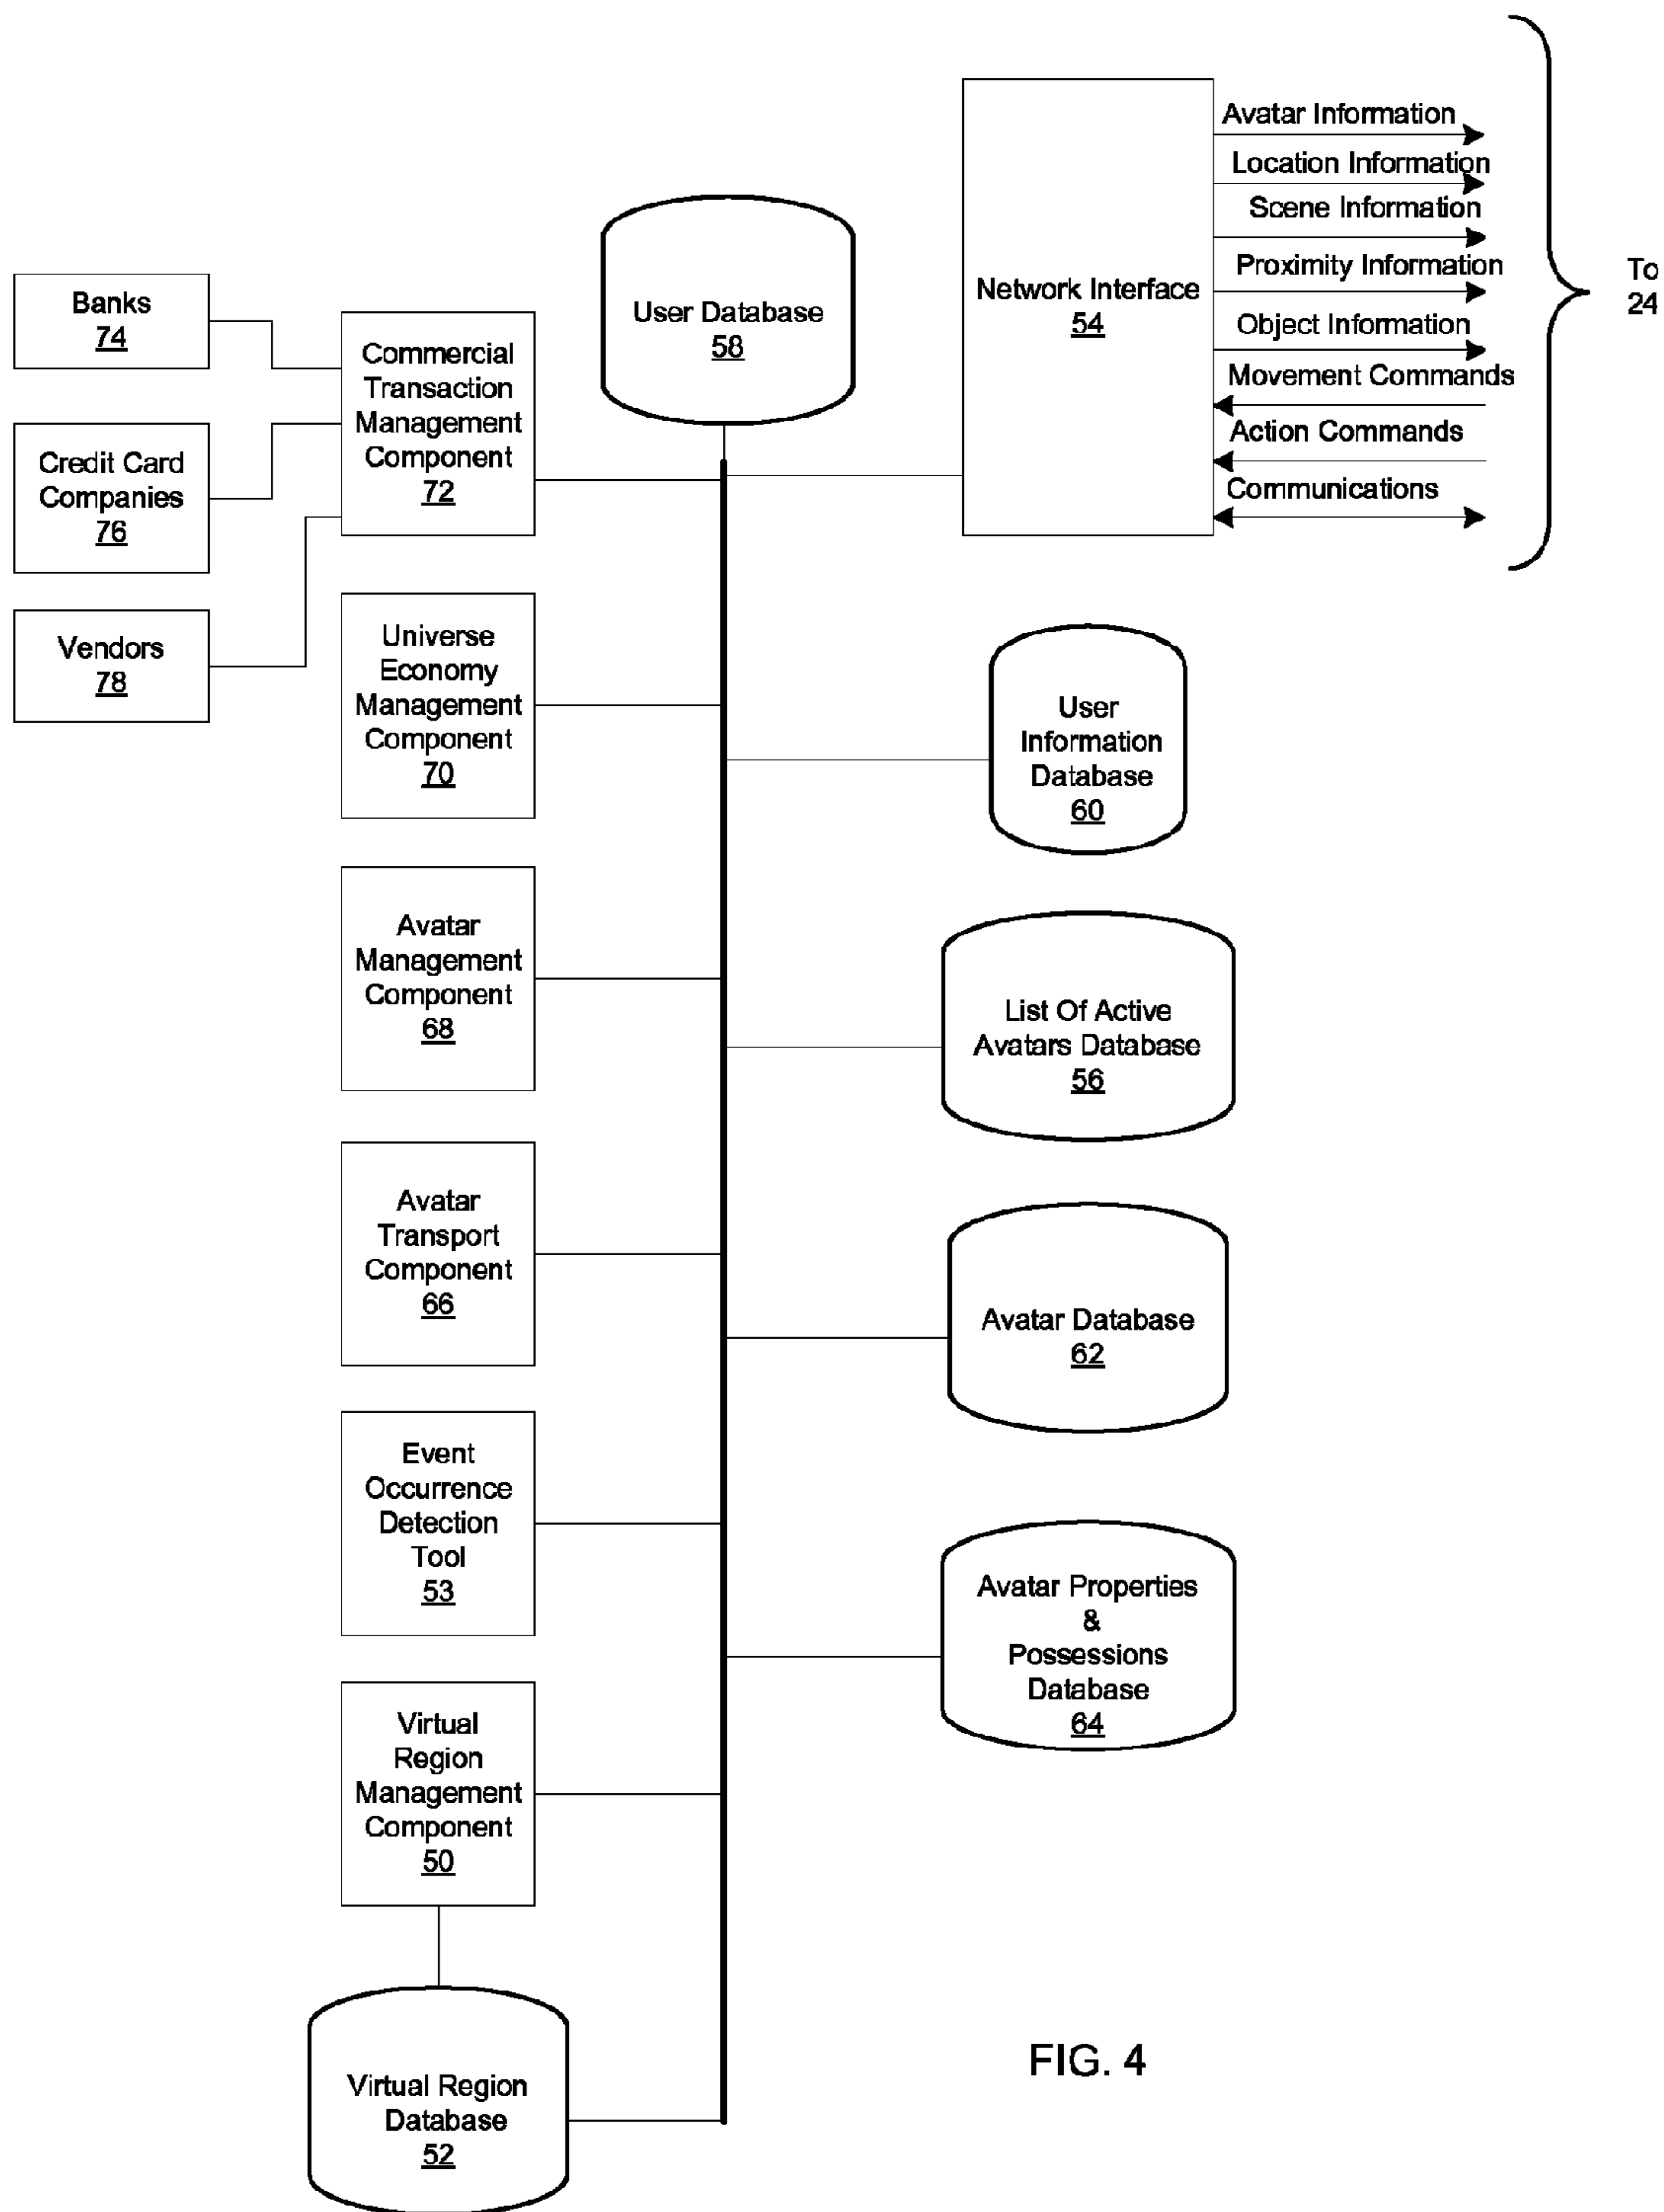 Avatar Information
Location Information
Scene Information
Proximity Information
Object Information
Movement Commands
Action Commands
Communications
To
24
Network Interface
54
User Database
58
Banks
74
Credit Card
Companies
76
Vendors
78
Commercial
Transaction
Management
Component
72
Universe
Economy
Management
Component
70
User
Information
Database
60
Avatar
Management
Component
68
List Of Active
Avatars Database
56
Avatar
Transport
Component
66
Avatar Database
62
Event
Occurrence
Detection
Tool
53
Avatar Properties
&
Possessions
Database
64
Virtual
Region
Management
Component
50
Virtual Region
Database
52
FIG. 4